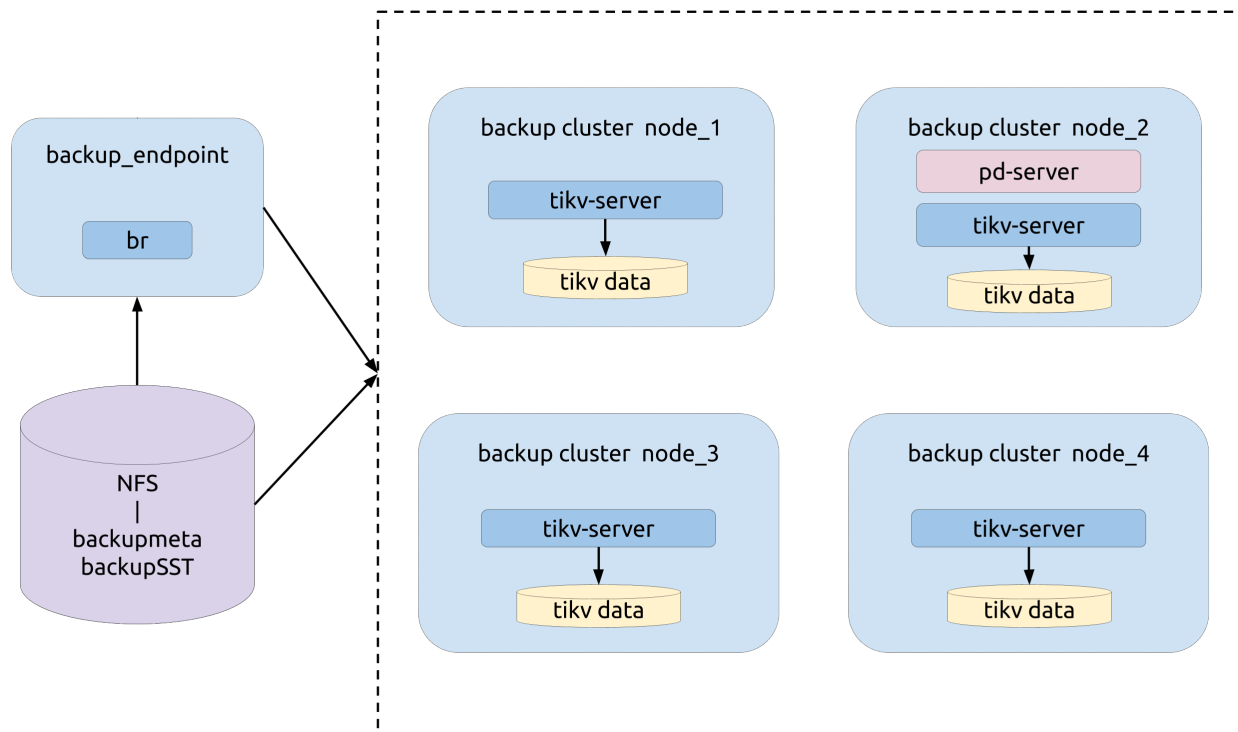 backup_endpoint
br
NFS
|
backupmeta
backupSST
backup cluster node_1
tikv-server
tikv data
backup cluster node_2
pd-server
tikv-server
tikv data
backup cluster node_3
tikv-server
tikv data
backup cluster node_4
tikv-server
tikv data